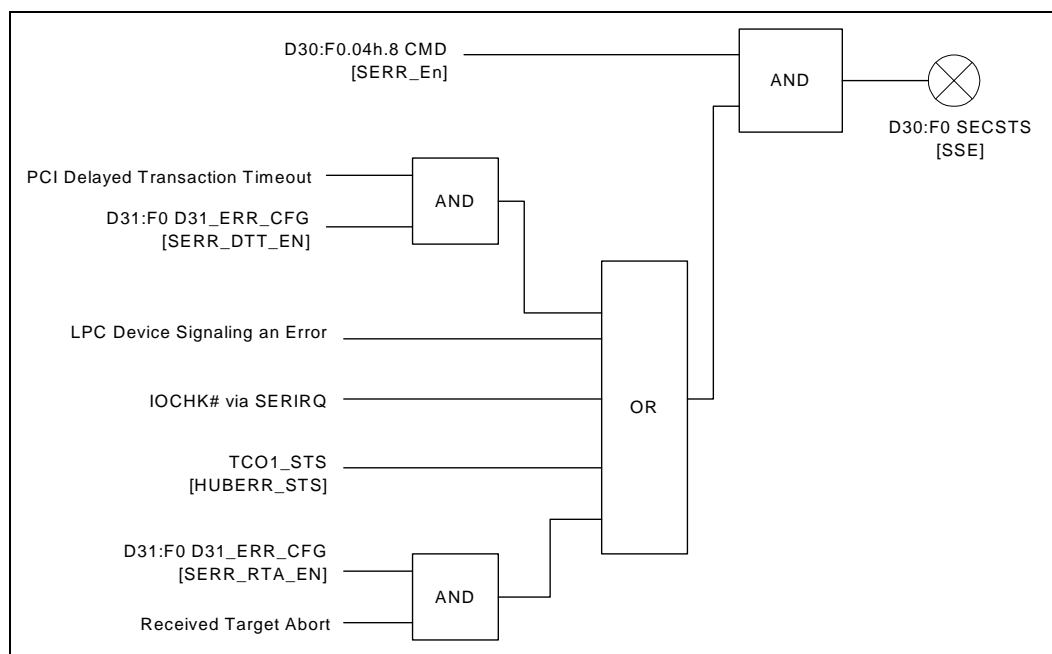 D30:F0.04h.8 CMD
[SERR_En]
AND
D30:F0 SECSTS
[SSE]
PCI Delayed Transaction Timeout
AND
D31:F0 D31_ERR_CFG
[SERR_DTT_EN]
LPC Device Signaling an Error
IOCHK# via SERIRQ
OR
TCO1_STS
[HUBERR_STS]
D31:F0 D31_ERR_CFG
[SERR_RTA_EN]
AND
Received Target Abort